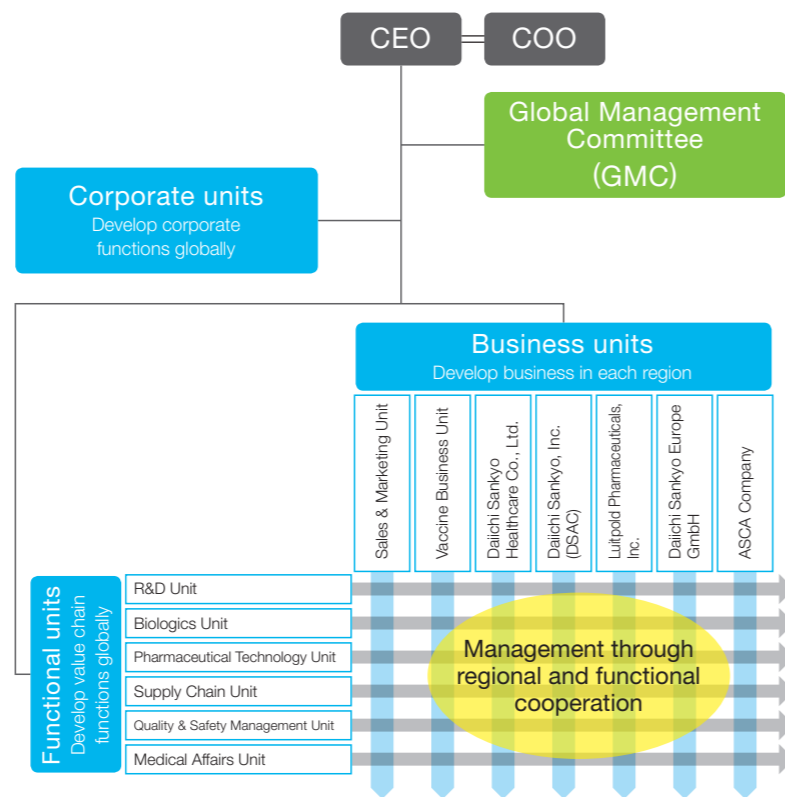 CEO
COO
Global Management
Committee
(GMC)
Corporate units
Develop corporate
functions globally
Business units
Develop business in each region
Sales & Marketing Unit
Vaccine Business Unit
Daiichi Sankyo
Healthcare Co., Ltd.
Daiichi Sankyo, Inc.
(DSAC)
Luitpold Pharmaceuticals,
Inc.
Daiichi Sankyo Europe
GmbH
ASCA Company
Functional units
Develop value chain
functions globally
R&D Unit
Biologics Unit
Pharmaceutical Technology Unit
Supply Chain Unit
Quality & Safety Management Unit
Medical Affairs Unit
Management through
regional and functional
cooperation